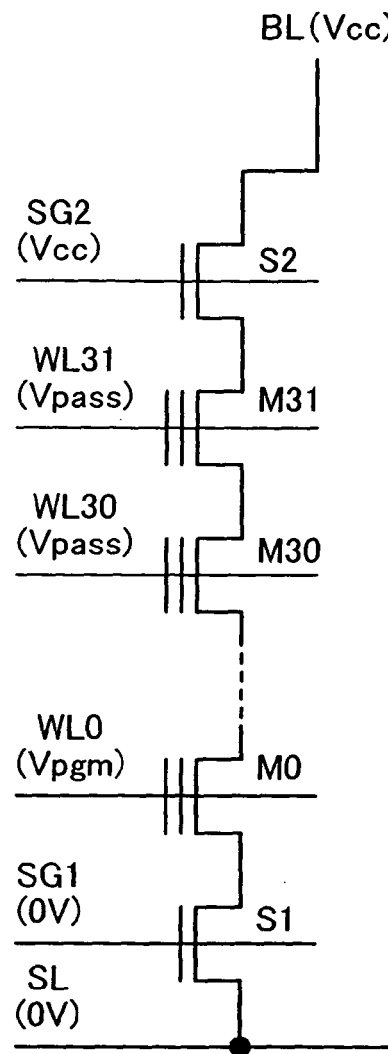 BL(Vcc)
SG2
(Vcc)
S2
WL31
(Vpass)
M31
WL30
(Vpass)
M30
WL0
(Vpgm)
M0
SG1
(0V)
S1
SL
(0V)